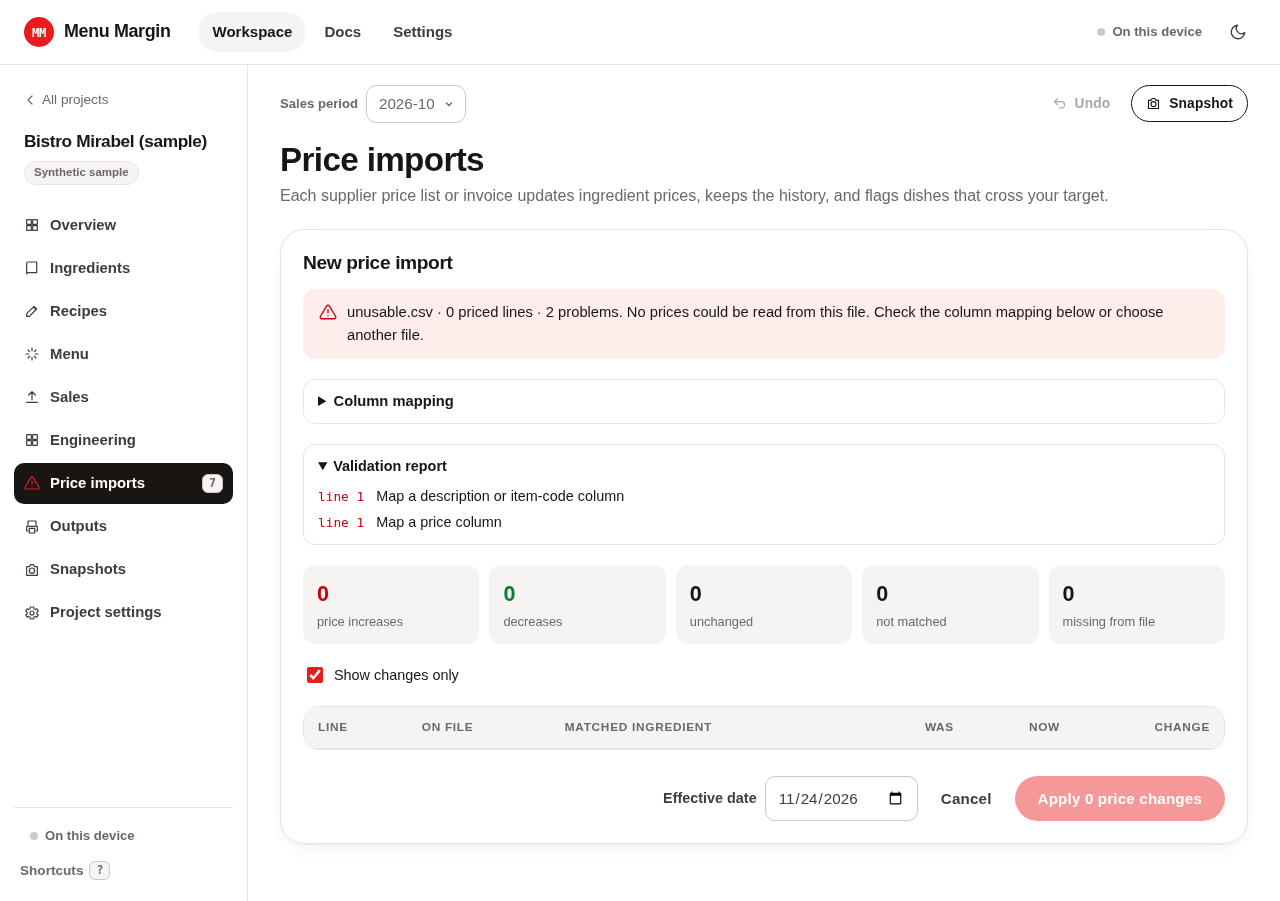 MM Menu Margin Workspace Docs Settings On this device
All projects
Bistro Mirabel (sample)
Synthetic sample
Overview
Ingredients
Recipes
Menu
Sales
Engineering
Price imports 7
Outputs
Snapshots
Project settings
On this device
Shortcuts ?
Sales period 2026-10 Undo Snapshot
Price imports
Each supplier price list or invoice updates ingredient prices, keeps the history, and flags dishes that cross your target.
New price import
unusable.csv · 0 priced lines · 2 problems. No prices could be read from this file. Check the column mapping below or choose
another file.
Column mapping
Validation report
line 1 Map a description or item-code column
line 1 Map a price column
0 0 0 0 0
price increases decreases unchanged not matched missing from file
Show changes only
LINE ON FILE MATCHED INGREDIENT WAS NOW CHANGE
Effective date 11/24/2026 Cancel Apply 0 price changes